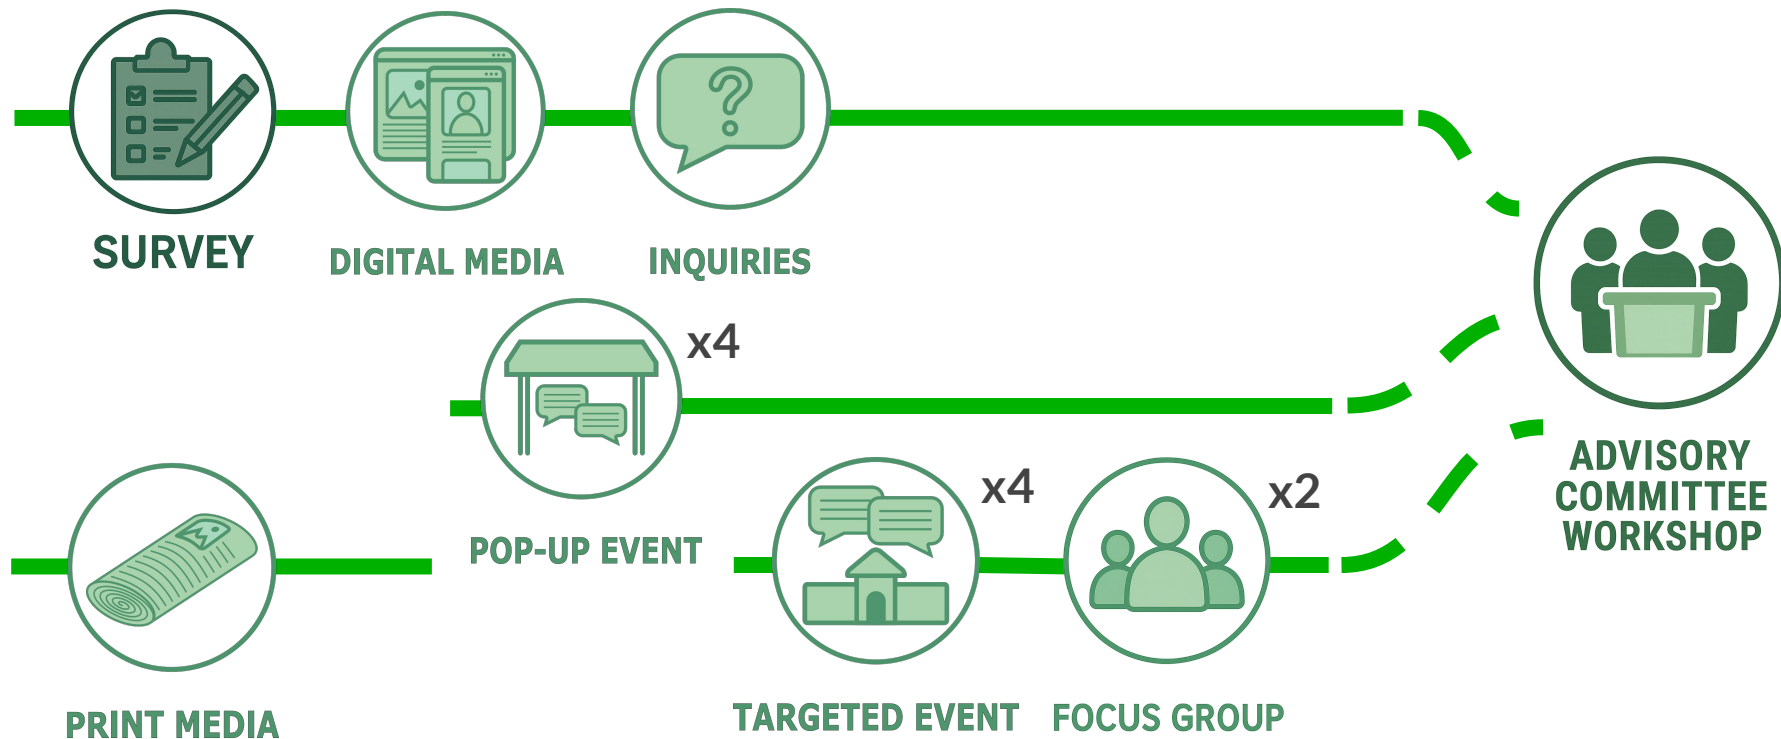 SURVEY
DIGITAL MEDIA
INQUIRIES
x4
POP-UP EVENT
ADVISORY
COMMITTEE
WORKSHOP
x4
x2
PRINT MEDIA
TARGETED EVENT
FOCUS GROUP